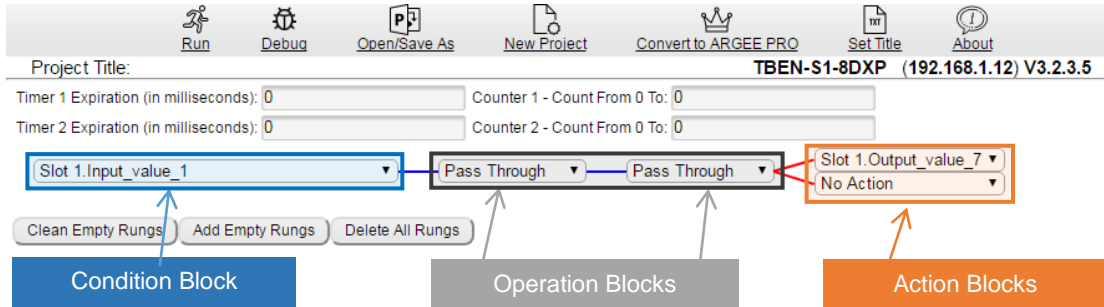 Run Debug Open/Save As New Project Convert to ARGEE PRO Set Title About
Project Title: TBEN-S1-8DXP (192.168.1.12) V3.2.3.5
Timer 1 Expiration (in milliseconds): 0 Counter 1 - Count From 0 To: 0
Timer 2 Expiration (in milliseconds): 0 Counter 2 - Count From 0 To: 0
Slot 1.Input_value_1 Pass Through Pass Through Slot 1.Output_value_7
No Action
Clean Empty Rungs Add Empty Rungs Delete All Rungs
Condition Block Operation Blocks Action Blocks